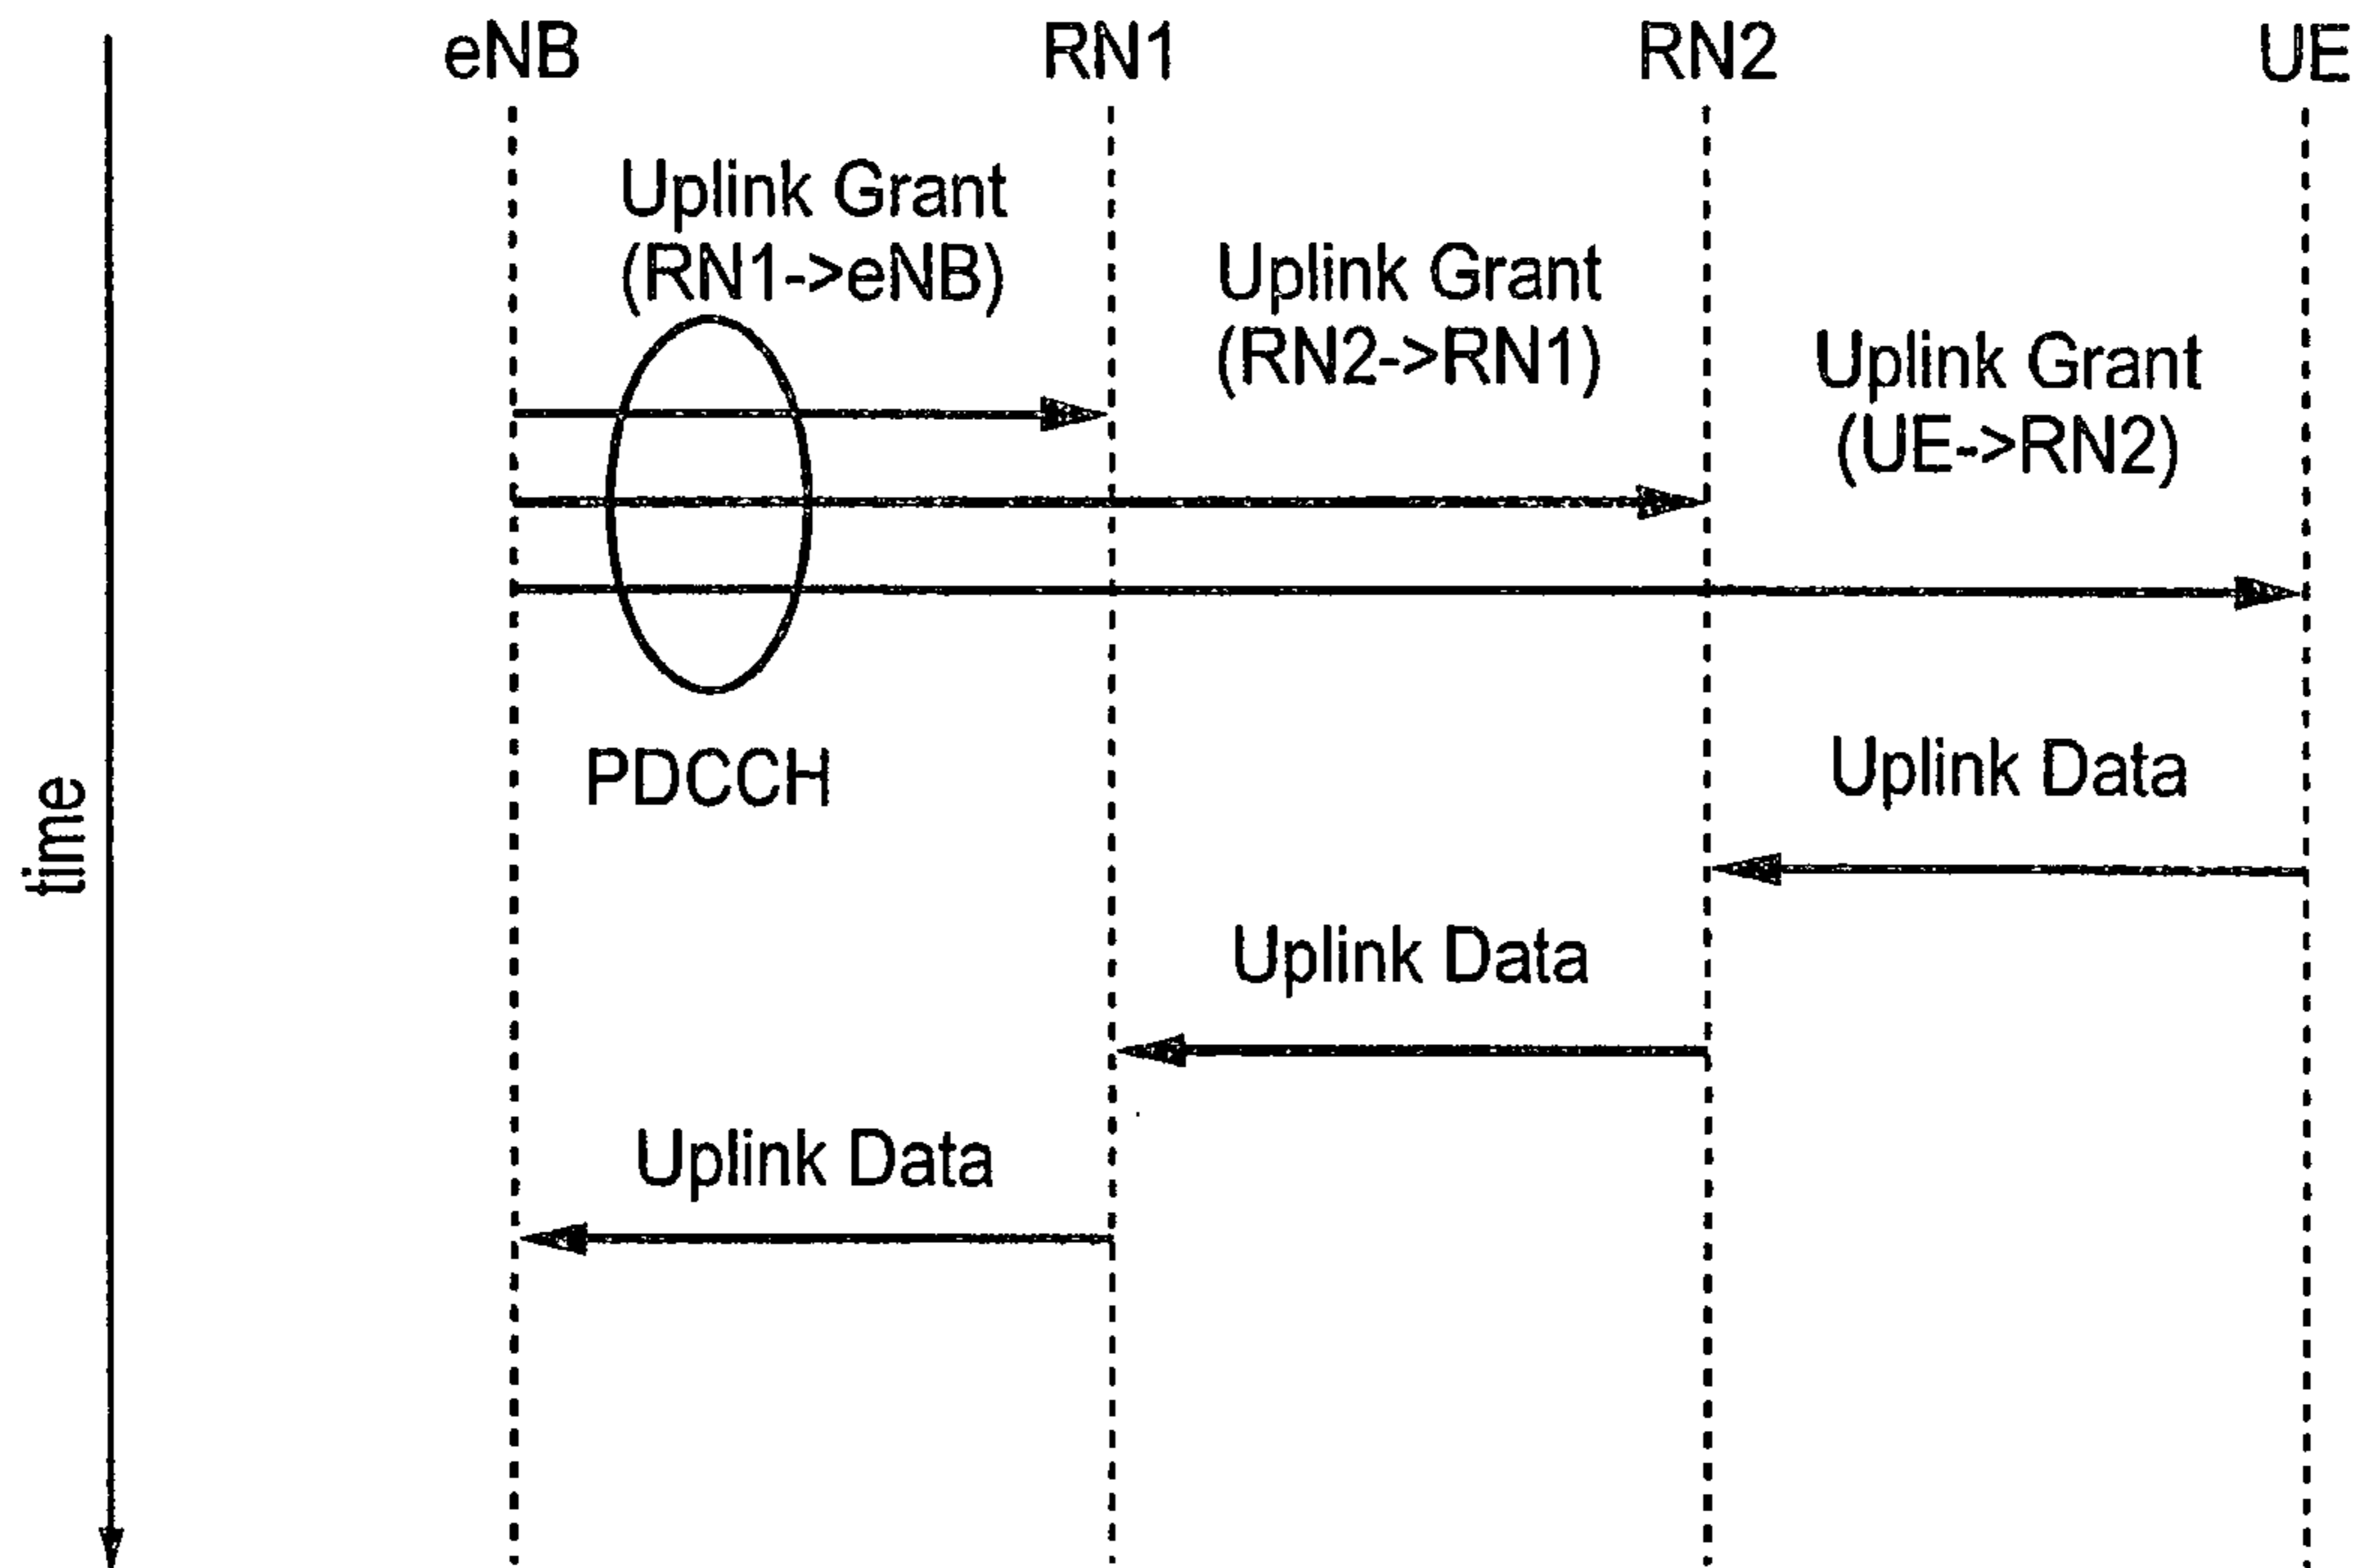 eNB
RN1
RN2
UE
Uplink Grant
(RN1->eNB)
Uplink Grant
(RN2->RN1)
Uplink Grant
(UE->RN2)
PDCCH
Uplink Data
time
Uplink Data
Uplink Data